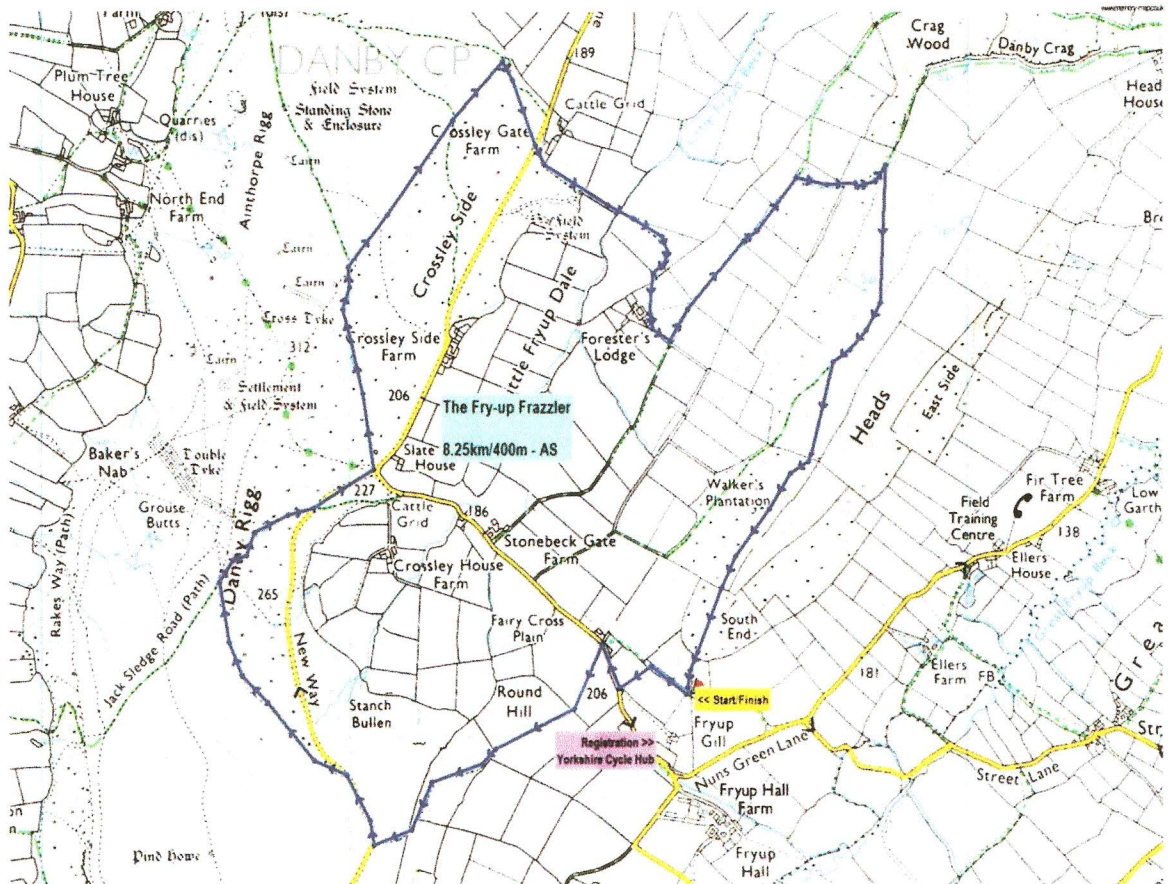 Farm
(dis)
DANBY CP
189
Crag
Wood
Danby Crag
Plum Tree
House
Quarries
(dis)
Field System
Standing Stone
& Enclosure
Cattle Grid
Head
House
Crossley Gate
Farm
Ainthorpe Rigg
Cairn
North End
Farm
Crossley Side
Field
System
Cairn
Cairn
Cross Dyke
312
Crossley Side
Farm
Little Fryup Dale
Forester's
Lodge
Cairn
Settlement
& Field System
206
The Fry-up Frazzler
8.25km/400m - AS
Heads
East Side
Baker's
Nab
Double
Dyke
Slate
House
227
Walker's
Plantation
Fir Tree
Farm
Low
Garth
Grouse
Butts
Cattle
Grid
186
Field
Training
Centre
138
Rakes Way (Path)
Danby Rigg
Stonebeck Gate
Farm
Ellers
House
Crossley House
Farm
265
Jack Sledge Road (Path)
New Way
Fairy Cross
Plain
South
End
Ellers
Farm
FB
Stanch
Bullen
Round
Hill
206
181
<< Start/Finish
Fryup
Gill
Registration >>
Yorkshire Cycle Hub
Nuns Green Lane
Street Lane
Fryup Hall
Farm
Fryup
Hall
Pind Howe